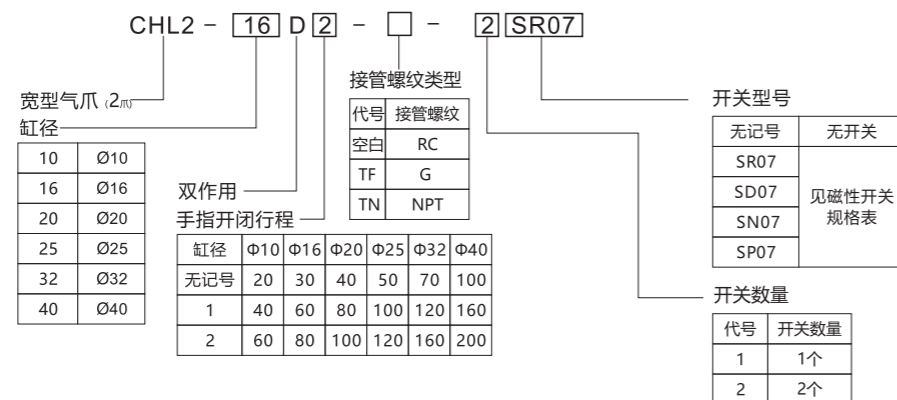 CHL2 - 16 D 2 - □ - 2 SR07
宽型气爪 (2爪)
缸径
10 Ø10
16 Ø16
20 Ø20
25 Ø25
32 Ø32
40 Ø40
双作用
手指开闭行程
缸径 Φ10 Φ16 Φ20 Φ25 Φ32 Φ40
无记号 20 30 40 50 70 100
1 40 60 80 100 120 160
2 60 80 100 120 160 200
接管螺纹类型
代号 接管螺纹
空白 RC
TF G
TN NPT
开关型号
无记号 无开关
SR07
SD07
SN07
SP07
见磁性开关
规格表
开关数量
代号 开关数量
1 1个
2 2个